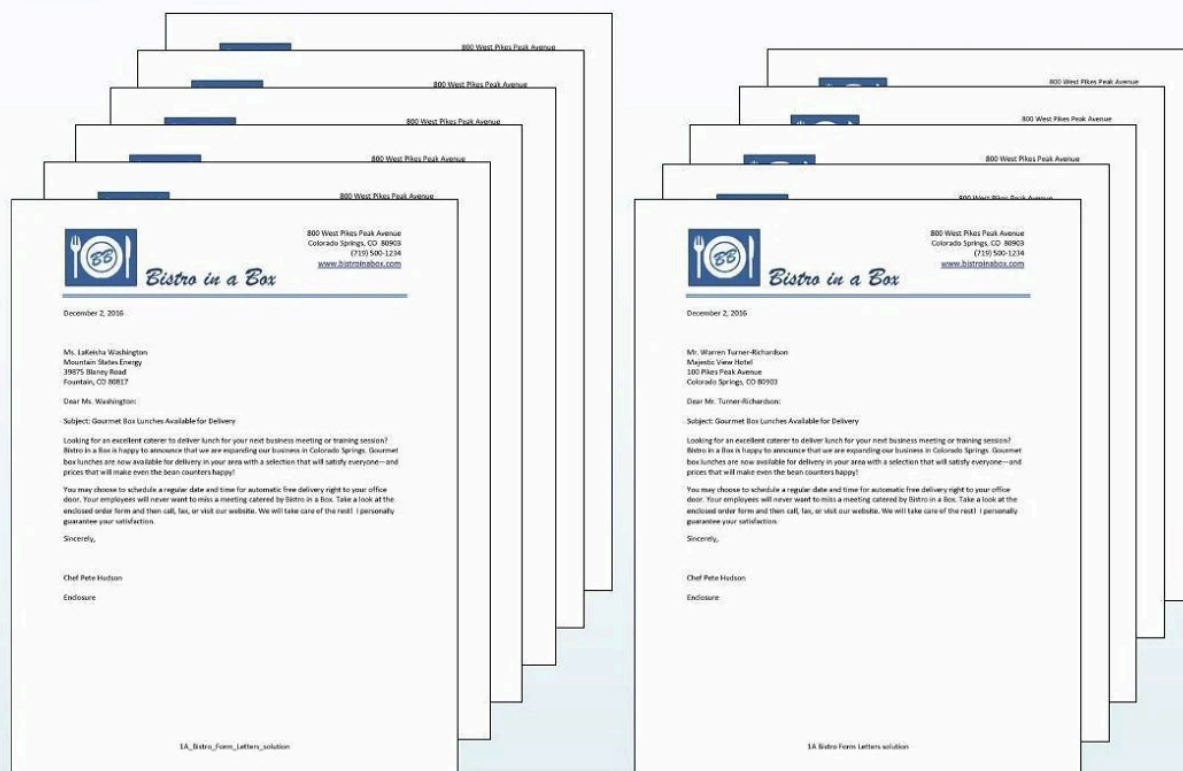 800 West Pikes Peak Avenue
800 West Pikes Peak Avenue
800 West Pikes Peak Avenue
800 West Pikes Peak Avenue
800 West Pikes Peak Avenue
BB
Bistro in a Box
800 West Pikes Peak Avenue
Colorado Springs, CO 80903
(719) 500-1234
www.bistroinabox.com
December 2, 2016
Ms. LaKeisha Washington
Mountain States Energy
39875 Blaney Road
Fountain, CO 80817
Dear Ms. Washington:
Subject: Gourmet Box Lunches Available for Delivery
Looking for an excellent caterer to deliver lunch for your next business meeting or training session?
Bistro in a Box is happy to announce that we are expanding our business in Colorado Springs. Gourmet
box lunches are now available for delivery in your area with a selection that will satisfy everyone—and
prices that will make even the bean counters happy!
You may choose to schedule a regular date and time for automatic free delivery right to your office
door. Your employees will never want to miss a meeting catered by Bistro in a Box. Take a look at the
enclosed order form and then call, fax, or visit our website. We will take care of the rest! I personally
guarantee your satisfaction.
Sincerely,
Chef Pete Hudson
Enclosure
1A_Bistro_Form_Letters_solution
800 West Pikes Peak Avenue
800 West Pikes Peak Avenue
800 West Pikes Peak Avenue
800 West Pikes Peak Avenue
BB
Bistro in a Box
800 West Pikes Peak Avenue
Colorado Springs, CO 80903
(719) 500-1234
www.bistroinabox.com
December 2, 2016
Mr. Warren Turner-Richardson
Majestic View Hotel
100 Pikes Peak Avenue
Colorado Springs, CO 80903
Dear Mr. Turner-Richardson:
Subject: Gourmet Box Lunches Available for Delivery
Looking for an excellent caterer to deliver lunch for your next business meeting or training session?
Bistro in a Box is happy to announce that we are expanding our business in Colorado Springs. Gourmet
box lunches are now available for delivery in your area with a selection that will satisfy everyone—and
prices that will make even the bean counters happy!
You may choose to schedule a regular date and time for automatic free delivery right to your office
door. Your employees will never want to miss a meeting catered by Bistro in a Box. Take a look at the
enclosed order form and then call, fax, or visit our website. We will take care of the rest! I personally
guarantee your satisfaction.
Sincerely,
Chef Pete Hudson
Enclosure
1A Bistro Form Letters solution